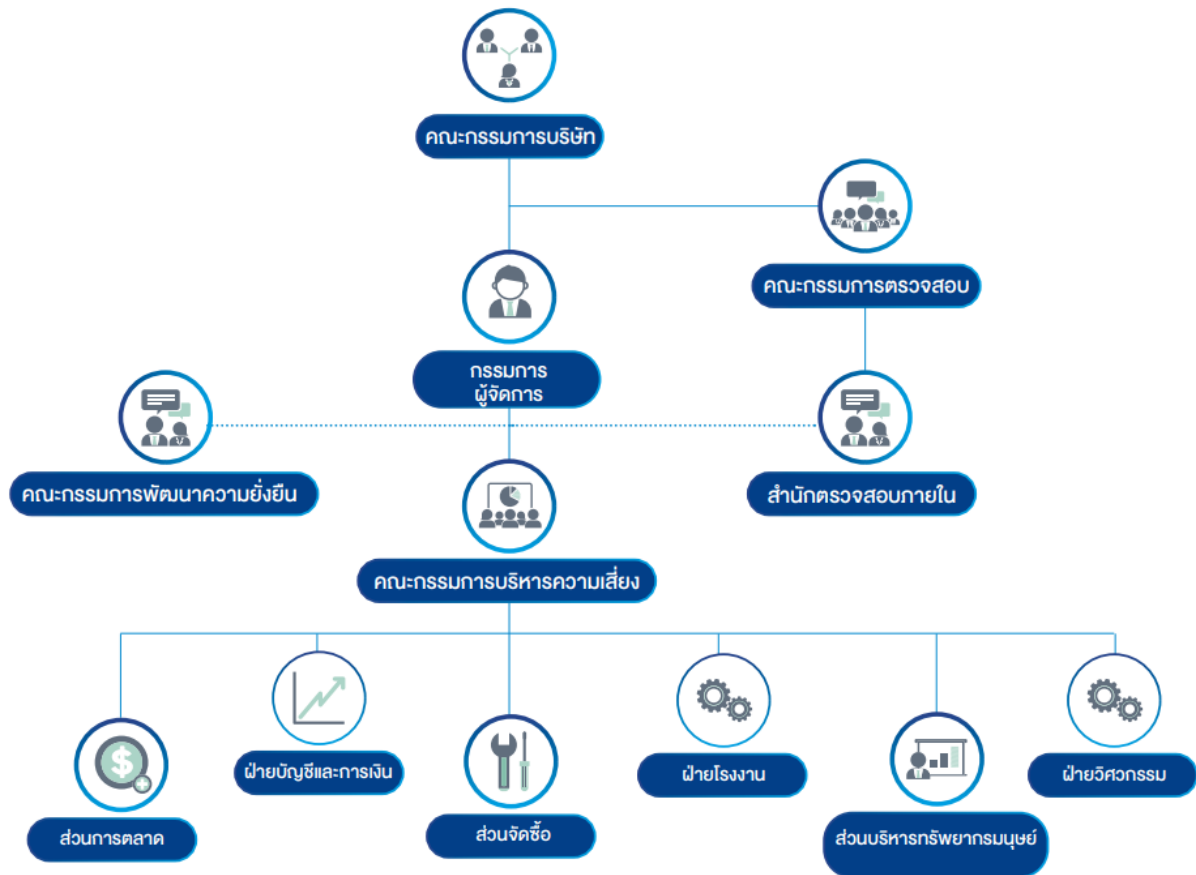 คณะกรรมการบริษัท
คณะกรรมการตรวจสอบ
กรรมการ
ผู้จัดการ
คณะกรรมการพัฒนาความยั่งยืน
สำนักตรวจสอบภายใน
คณะกรรมการบริหารความเสี่ยง
ฝ่ายบัญชีและการเงิน
ฝ่ายโรงงาน
ฝ่ายวิศวกรรม
ส่วนการตลาด
ส่วนจัดซื้อ
ส่วนบริหารทรัพยากรมนุษย์